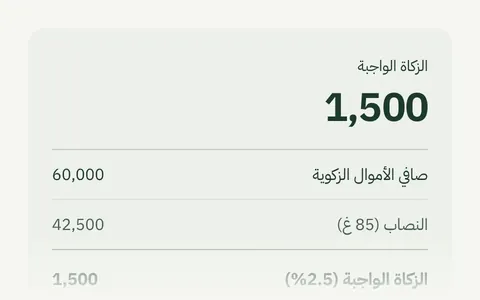 الزكاة الواجبة
1,500
صافي الأموال الزكوية 60,000
النصاب (85 غ) 42,500
الزكاة الواجبة (2.5%) 1,500